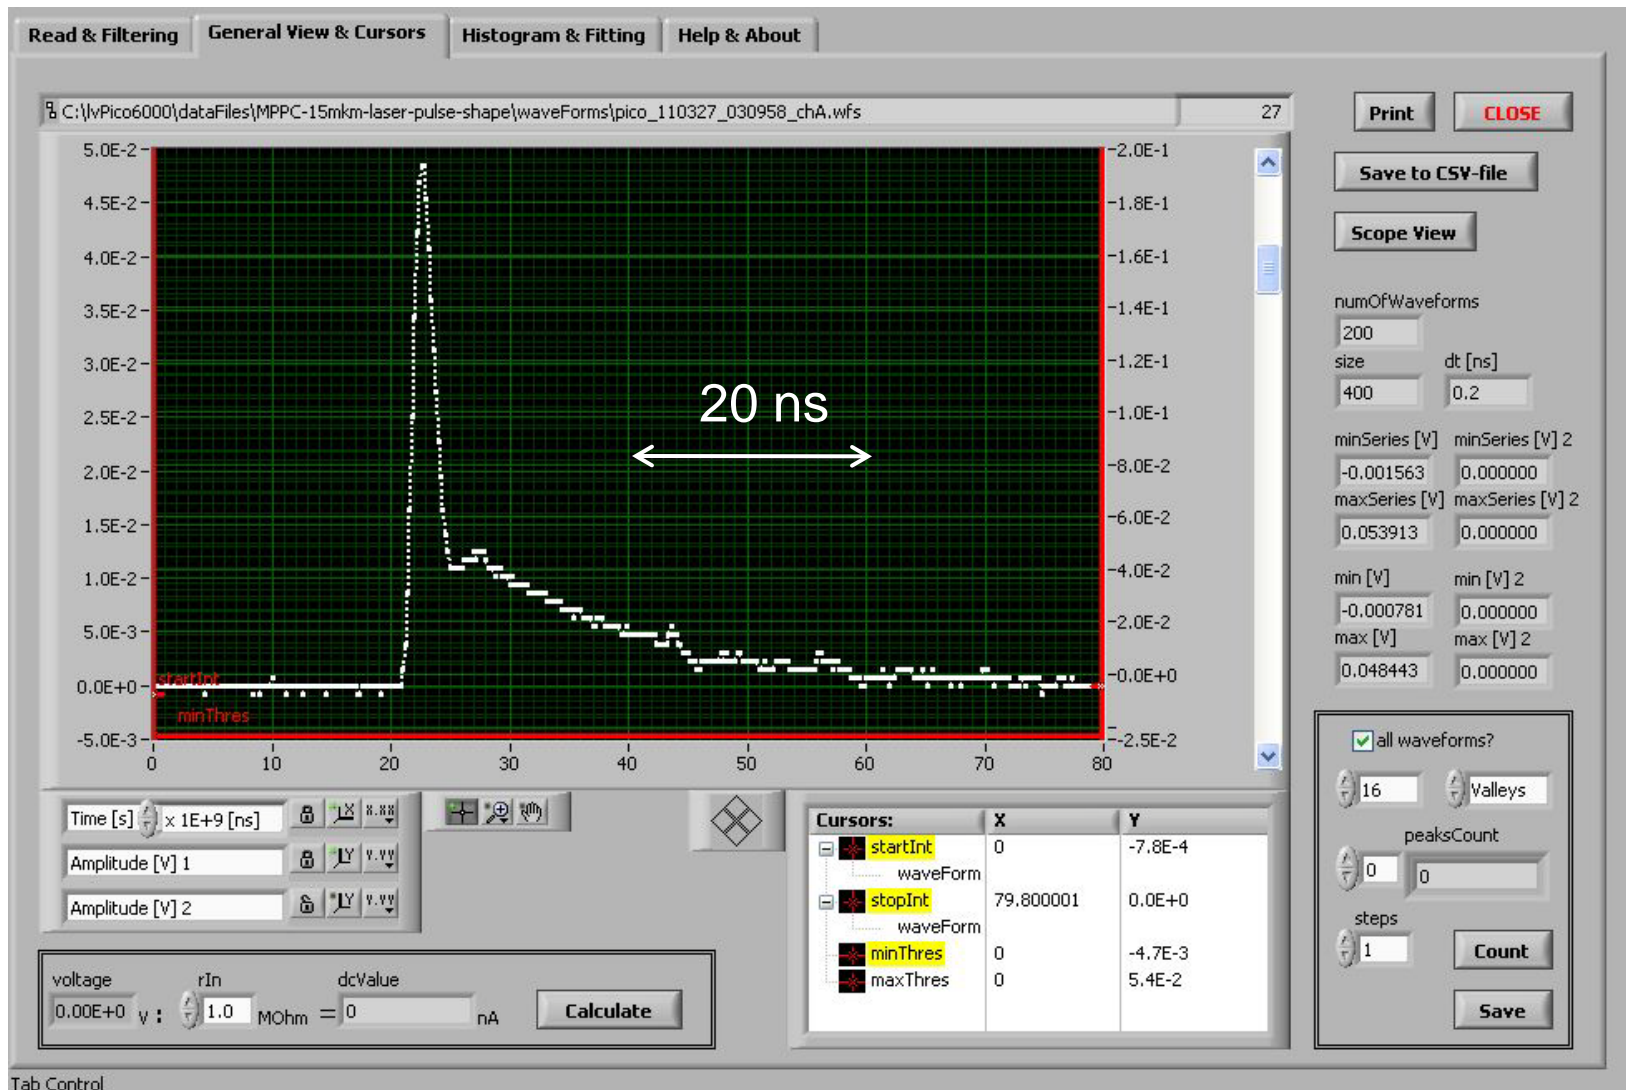 Read & Filtering General View & Cursors Histogram & Fitting Help & About
C:\lvPico6000\dataFiles\MPPC-15mkm-laser-pulse-shape\waveForms\pico_110327_030958_chA.wfs 27
Print CLOSE
Save to CSV-file
Scope View
5.0E-2
4.5E-2
4.0E-2
3.5E-2
3.0E-2
2.5E-2
2.0E-2
1.5E-2
1.0E-2
5.0E-3
0.0E+0
-5.0E-3
20 ns
startInt
minThres
2.0E-1
1.8E-1
1.6E-1
1.4E-1
1.2E-1
1.0E-1
8.0E-2
6.0E-2
4.0E-2
2.0E-2
0.0E+0
-2.5E-2
0 10 20 30 40 50 60 70 80
numOfWaveforms
200
size dt [ns]
400 0.2
minSeries [V] minSeries [V] 2
-0.001563 0.000000
maxSeries [V] maxSeries [V] 2
0.053913 0.000000
min [V] min [V] 2
-0.000781 0.000000
max [V] max [V] 2
0.048443 0.000000
all waveforms?
16 Valleys
peaksCount
0 0
steps
1 Count
Save
Time [s] x 1E+9 [ns] X X.XX
Amplitude [V] 1 Y Y.YY
Amplitude [V] 2 Y Y.YY
Cursors: X Y
startInt 0 -7.8E-4
waveForm
stopInt 79.800001 0.0E+0
waveForm
minThres 0 -4.7E-3
maxThres 0 5.4E-2
voltage rIn dcValue
0.00E+0 V : 1.0 MOhm = 0 nA Calculate
Tab Control